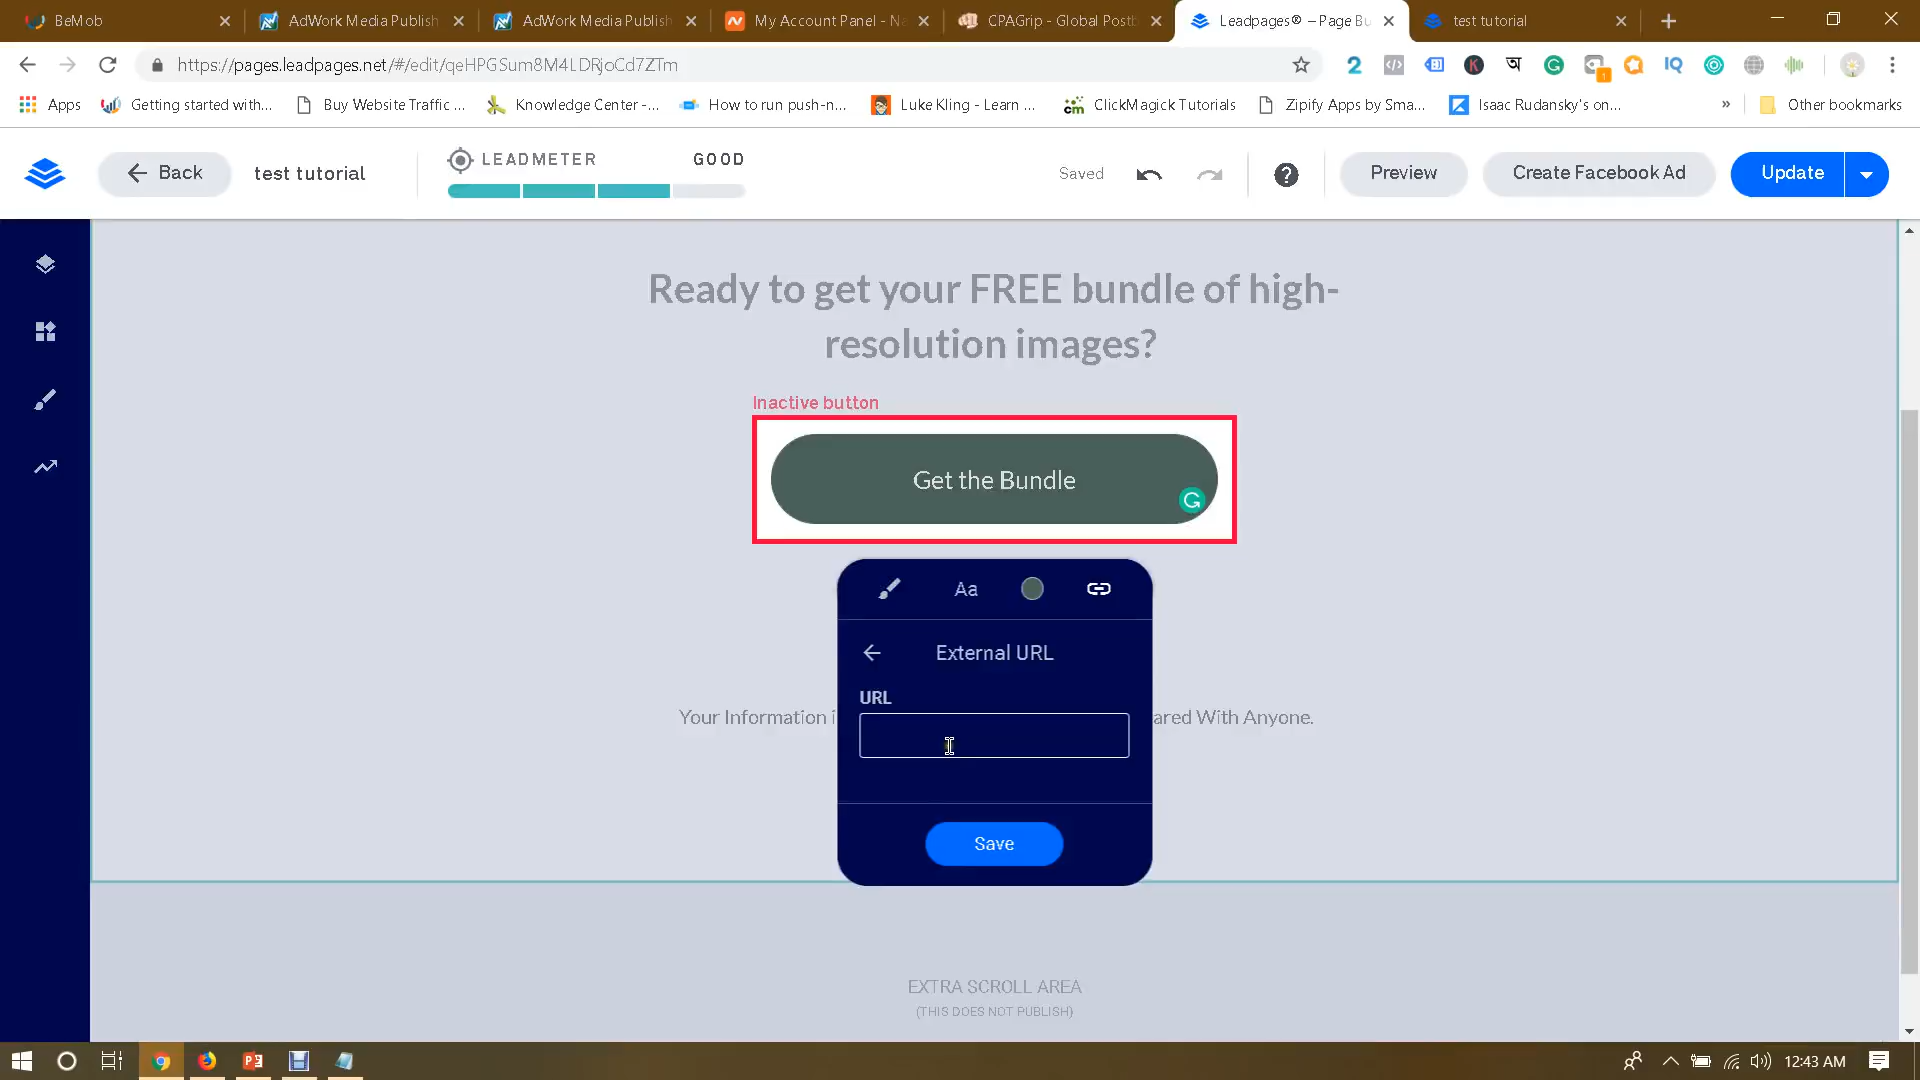 BeMob
AdWork Media Publish
AdWork Media Publish
My Account Panel - Na
CPAGrip - Global Postb
Leadpages® – Page Bu
test tutorial
https://pages.leadpages.net/#/edit/qeHPGSum8M4LDRjoCd7ZTm
2
IQ
1
Apps
Getting started with...
Buy Website Traffic ...
Knowledge Center -...
How to run push-n...
Luke Kling - Learn ...
ClickMagick Tutorials
Zipify Apps by Sma...
Isaac Rudansky's on...
»
Other bookmarks
Back
test tutorial
LEADMETER
GOOD
Saved
Preview
Create Facebook Ad
Update
Ready to get your FREE bundle of high-
resolution images?
Inactive button
Get the Bundle
Aa
External URL
URL
Your Information i
ared With Anyone.
Save
EXTRA SCROLL AREA
(THIS DOES NOT PUBLISH)
12:43 AM